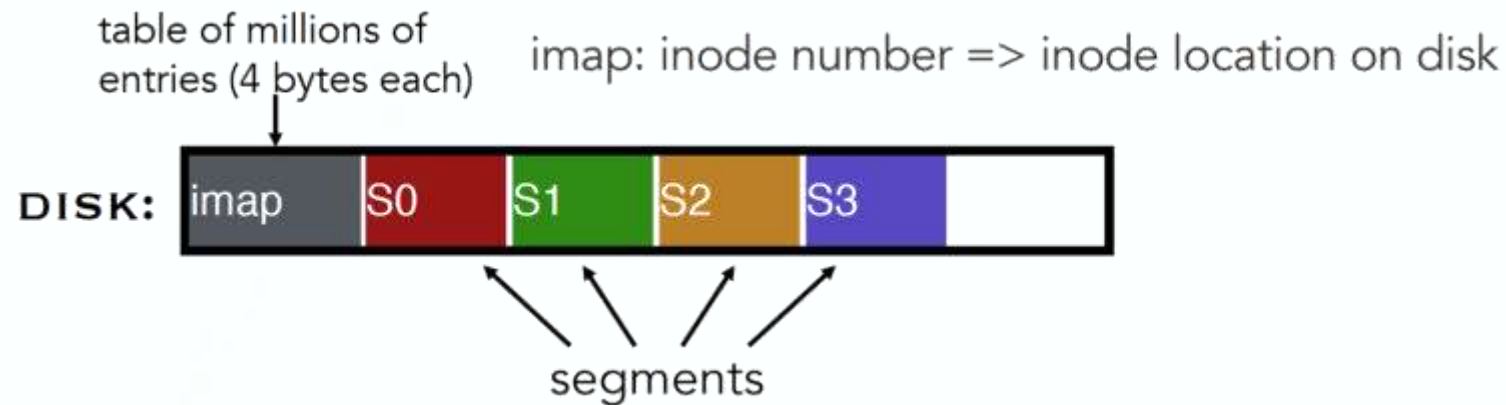 table of millions of
entries (4 bytes each)
imap: inode number => inode location on disk
DISK:
imap
S0
S1
S2
S3
segments